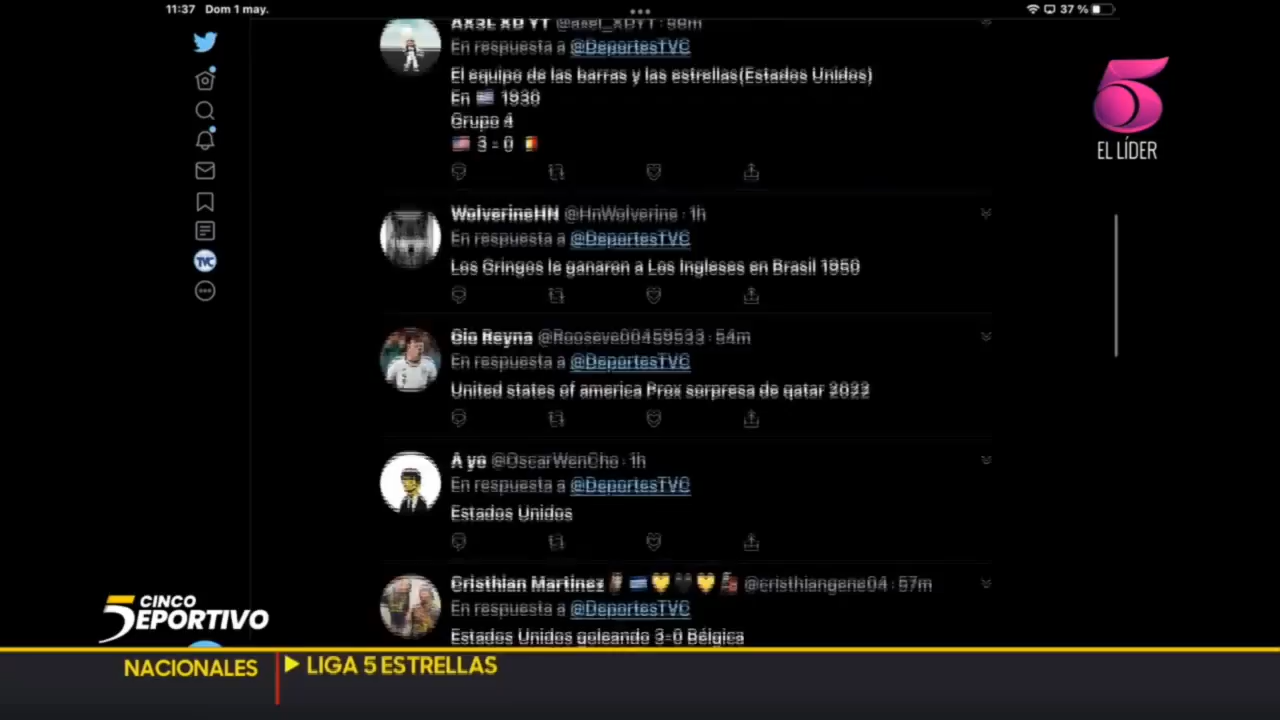 11:37 Dom 1 may.
37 %
AX3L XD YT @axel_XDYT
En respuesta a @DeportesTVC
El equipo de las barras y las estrellas(Estados Unidos)
En 1930
Grupo 4
3 - 0
5
EL LÍDER
WolverineHN @HnWolverine · 1h
En respuesta a @DeportesTVC
Los Gringos le ganaron a Los Ingleses en Brasil 1950
TVC
Gio Reyna @Rooseve00459533 · 54m
En respuesta a @DeportesTVC
United states of america Prox sorpresa de qatar 2022
A yo @OscarWenCho · 1h
En respuesta a @DeportesTVC
Estados Unidos
Cristhian Martinez @cristhiangene04 · 57m
En respuesta a @DeportesTVC
Estados Unidos goleando 3-0 Bélgica
CINCO
5EPORTIVO
NACIONALES
LIGA 5 ESTRELLAS